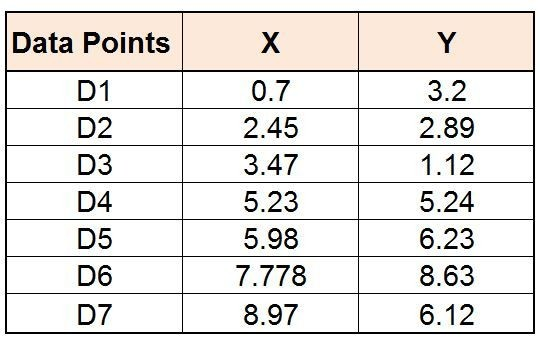 Data Points X Y
D1 0.7 3.2
D2 2.45 2.89
D3 3.47 1.12
D4 5.23 5.24
D5 5.98 6.23
D6 7.778 8.63
D7 8.97 6.12